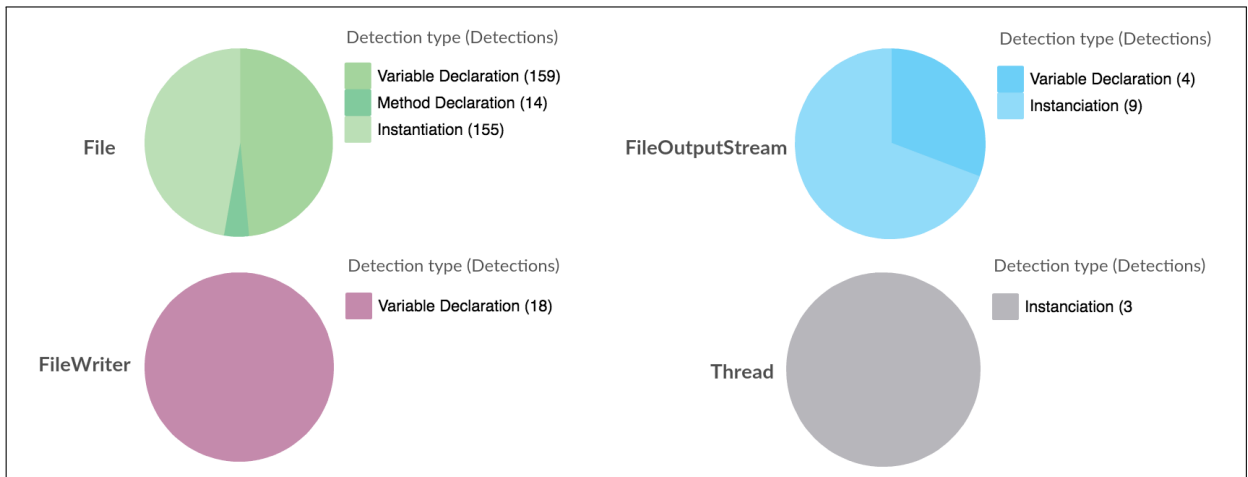 Detection type (Detections)
Variable Declaration (159)
Method Declaration (14)
Instantiation (155)
File
Detection type (Detections)
Variable Declaration (4)
Instanciation (9)
FileOutputStream
Detection type (Detections)
Variable Declaration (18)
FileWriter
Detection type (Detections)
Instanciation (3
Thread